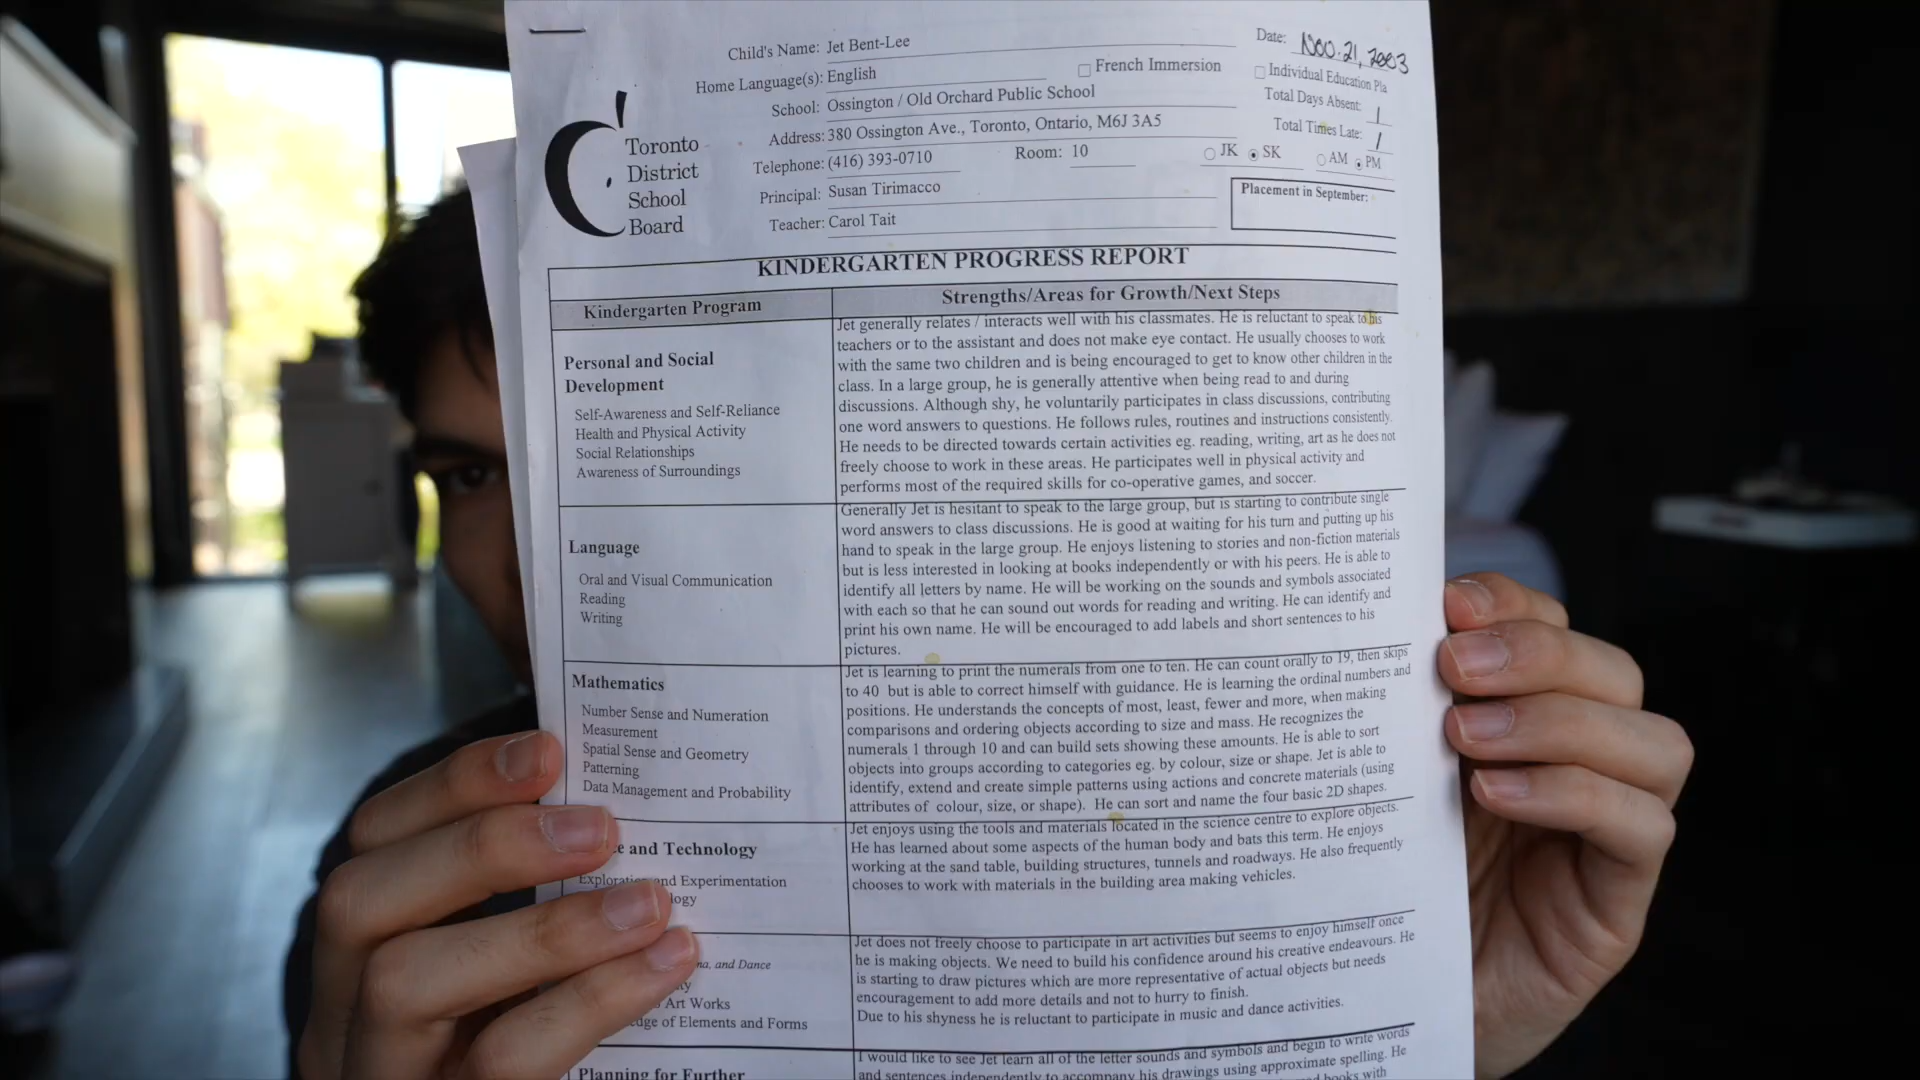 Child's Name: Jet Bent-Lee
Date: Nov. 21, 2003
Home Language(s): English
French Immersion
Individual Education Pla
School: Ossington / Old Orchard Public School
Total Days Absent: 1
Address: 380 Ossington Ave., Toronto, Ontario, M6J 3A5
Total Times Late: 1
Telephone: (416) 393-0710 Room: 10
JK SK AM PM
Principal: Susan Tirimacco
Placement in September:
Teacher: Carol Tait
Toronto
District
School
Board
KINDERGARTEN PROGRESS REPORT
Kindergarten Program
Strengths/Areas for Growth/Next Steps
Personal and Social
Development
Self-Awareness and Self-Reliance
Health and Physical Activity
Social Relationships
Awareness of Surroundings
Jet generally relates / interacts well with his classmates. He is reluctant to speak to his
teachers or to the assistant and does not make eye contact. He usually chooses to work
with the same two children and is being encouraged to get to know other children in the
class. In a large group, he is generally attentive when being read to and during
discussions. Although shy, he voluntarily participates in class discussions, contributing
one word answers to questions. He follows rules, routines and instructions consistently.
He needs to be directed towards certain activities eg. reading, writing, art as he does not
freely choose to work in these areas. He participates well in physical activity and
performs most of the required skills for co-operative games, and soccer.
Language
Oral and Visual Communication
Reading
Writing
Generally Jet is hesitant to speak to the large group, but is starting to contribute single
word answers to class discussions. He is good at waiting for his turn and putting up his
hand to speak in the large group. He enjoys listening to stories and non-fiction materials
but is less interested in looking at books independently or with his peers. He is able to
identify all letters by name. He will be working on the sounds and symbols associated
with each so that he can sound out words for reading and writing. He can identify and
print his own name. He will be encouraged to add labels and short sentences to his
pictures.
Mathematics
Number Sense and Numeration
Measurement
Spatial Sense and Geometry
Patterning
Data Management and Probability
Jet is learning to print the numerals from one to ten. He can count orally to 19, then skips
to 40 but is able to correct himself with guidance. He is learning the ordinal numbers and
positions. He understands the concepts of most, least, fewer and more, when making
comparisons and ordering objects according to size and mass. He recognizes the
numerals 1 through 10 and can build sets showing these amounts. He is able to sort
objects into groups according to categories eg. by colour, size or shape. Jet is able to
identify, extend and create simple patterns using actions and concrete materials (using
attributes of colour, size, or shape). He can sort and name the four basic 2D shapes.
e and Technology
Exploration and Experimentation
logy
Jet enjoys using the tools and materials located in the science centre to explore objects.
He has learned about some aspects of the human body and bats this term. He enjoys
working at the sand table, building structures, tunnels and roadways. He also frequently
chooses to work with materials in the building area making vehicles.
na, and Dance
ty
Art Works
edge of Elements and Forms
Jet does not freely choose to participate in art activities but seems to enjoy himself once
he is making objects. We need to build his confidence around his creative endeavours. He
is starting to draw pictures which are more representative of actual objects but needs
encouragement to add more details and not to hurry to finish.
Due to his shyness he is reluctant to participate in music and dance activities.
Planning for Further
I would like to see Jet learn all of the letter sounds and symbols and begin to write words
and sentences independently to accompany his drawings using approximate spelling. He
books with